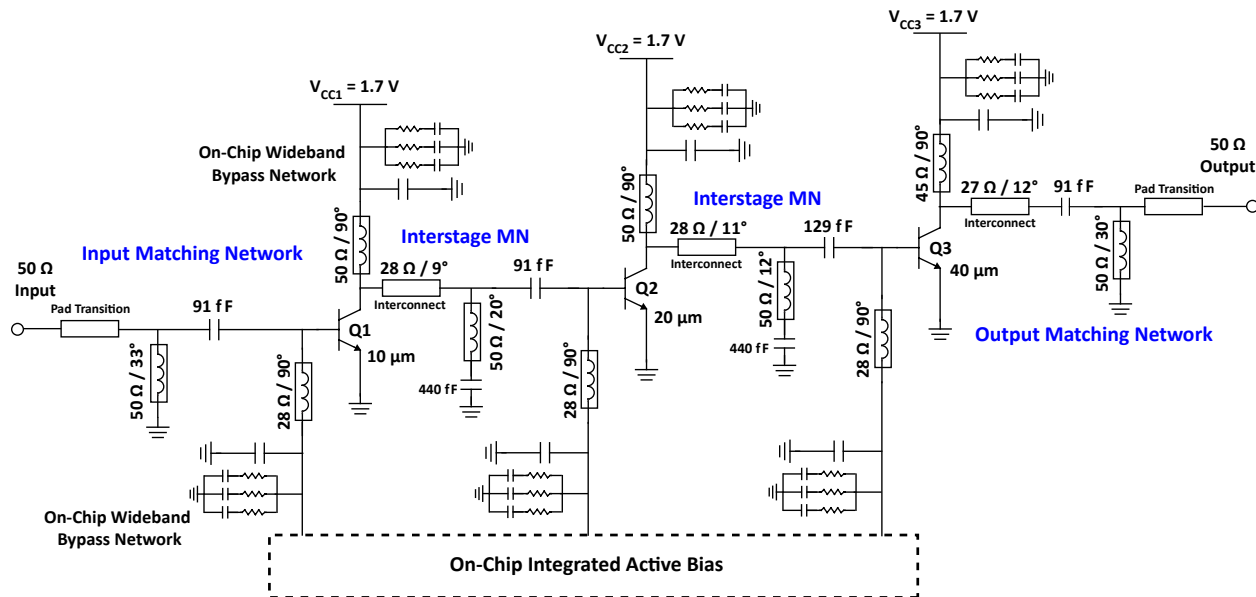 V_CC1 = 1.7 V
V_CC2 = 1.7 V
V_CC3 = 1.7 V
On-Chip Wideband
Bypass Network
Input Matching Network
Interstage MN
Interstage MN
Output Matching Network
50 Ω
Input
Pad Transition
50 Ω / 33°
91 fF
28 Ω / 90°
Q1
10 μm
50 Ω / 90°
28 Ω / 9°
Interconnect
50 Ω / 20°
440 fF
91 fF
28 Ω / 90°
Q2
20 μm
50 Ω / 90°
28 Ω / 11°
Interconnect
50 Ω / 12°
440 fF
129 fF
28 Ω / 90°
Q3
40 μm
45 Ω / 90°
27 Ω / 12°
Interconnect
91 fF
50 Ω / 30°
Pad Transition
50 Ω
Output
On-Chip Wideband
Bypass Network
On-Chip Integrated Active Bias